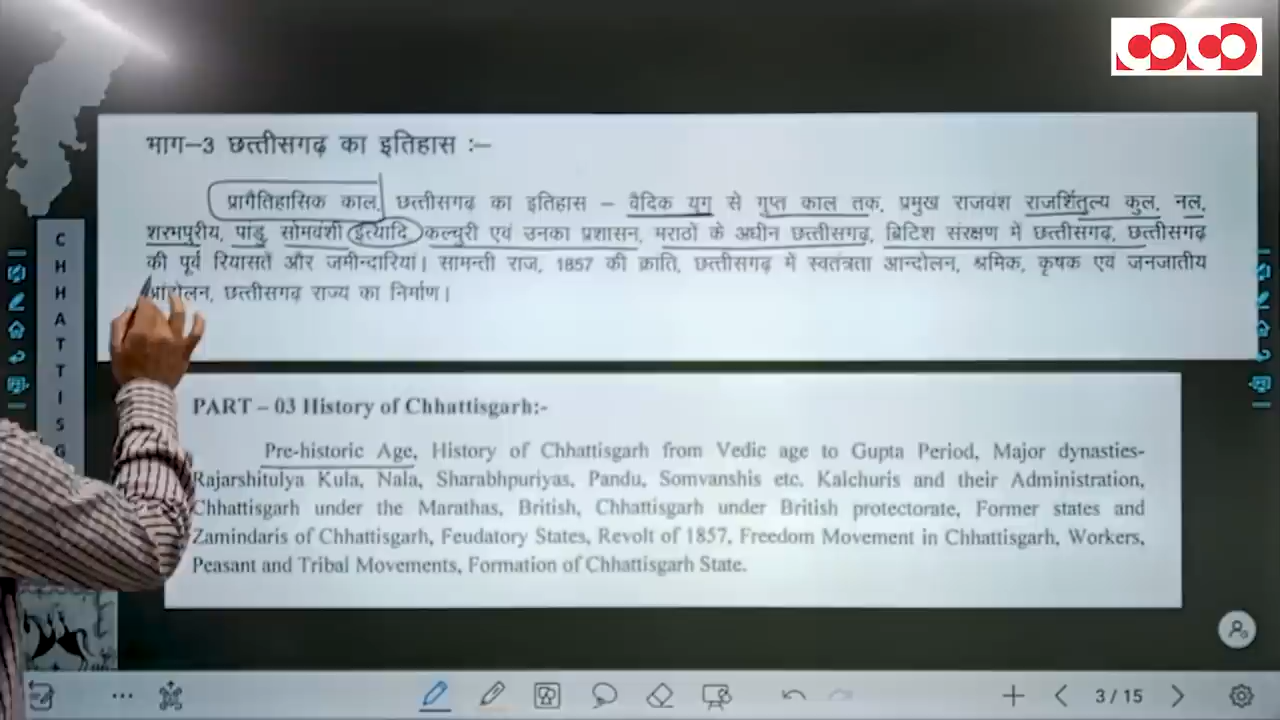 भाग–3 छत्तीसगढ़ का इतिहास :–
प्रागैतिहासिक काल, छत्तीसगढ़ का इतिहास – वैदिक युग से गुप्त काल तक, प्रमुख राजवंश राजर्शितुल्य कुल, नल,
शरभपुरीय, पांडु, सोमवंशी इत्यादि कल्चुरी एवं उनका प्रशासन, मराठों के अधीन छत्तीसगढ़, ब्रिटिश संरक्षण में छत्तीसगढ़, छत्तीसगढ़
की पूर्व रियासतें और जमीन्दारियां। सामन्ती राज, 1857 की क्रांति, छत्तीसगढ़ में स्वतंत्रता आन्दोलन, श्रमिक, कृषक एवं जनजातीय
छत्तीसगढ़ राज्य का निर्माण।
PART – 03 History of Chhattisgarh:-
Pre-historic Age, History of Chhattisgarh from Vedic age to Gupta Period, Major dynasties-
Rajarshitulya Kula, Nala, Sharabhpuriyas, Pandu, Somvanshis etc. Kalchuris and their Administration,
Chhattisgarh under the Marathas, British, Chhattisgarh under British protectorate, Former states and
Zamindaris of Chhattisgarh, Feudatory States, Revolt of 1857, Freedom Movement in Chhattisgarh, Workers,
Peasant and Tribal Movements, Formation of Chhattisgarh State.
C
H
H
A
T
T
I
S
G
3 / 15